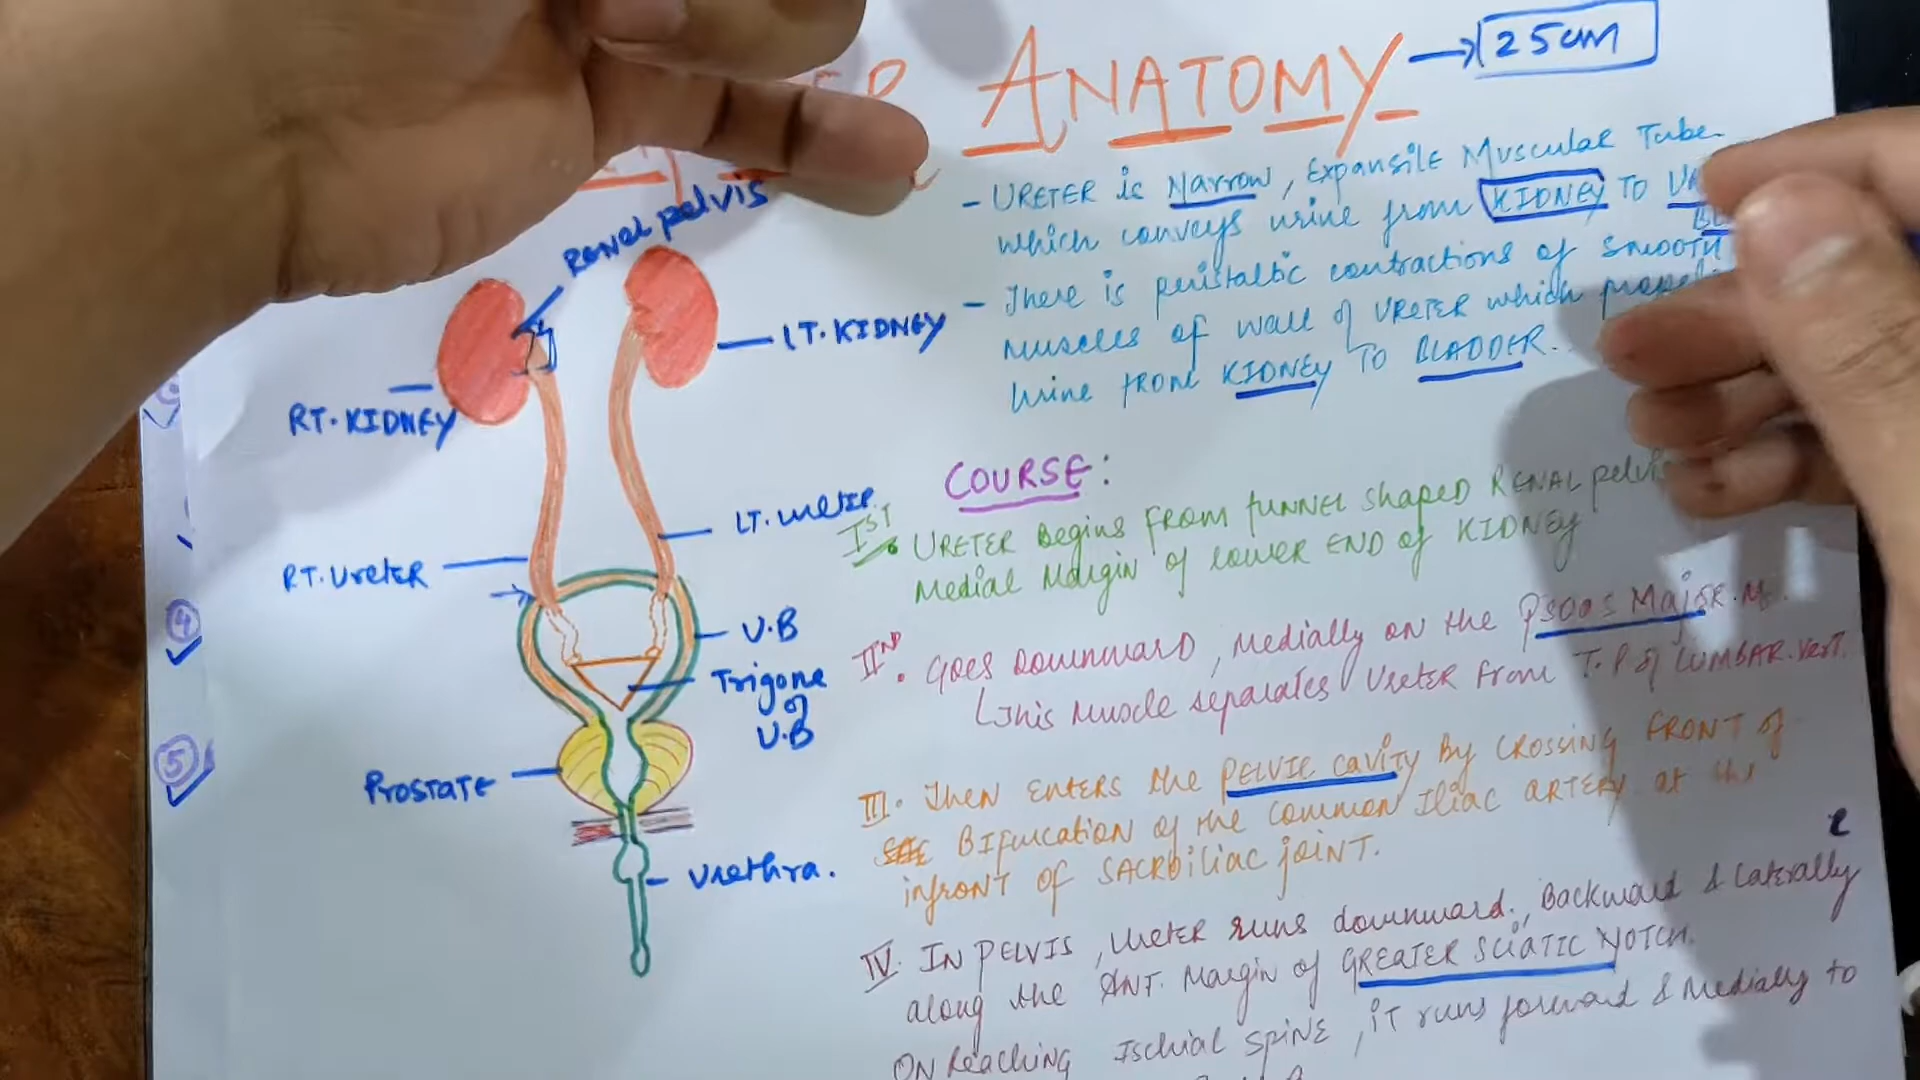 ANATOMY → 25cm
- URETER is Narrow, Expansile Muscular Tube
which conveys urine from KIDNEY TO
- There is peristaltic contractions of smooth
muscles of wall of URETER which
Urine from KIDNEY TO BLADDER.
Renal pelvis
LT. KIDNEY
RT. KIDNEY
LT. ureter
RT. Ureter
U.B
Trigone
of
U.B
Prostate
Urethra.
4
5
COURSE:
IST URETER Begins from funnel shaped RENAL pelvis
Medial Margin of lower END of KIDNEY
IIND. Goes Downward, Medially on the Psoas Major. Ms.
This muscle separates Ureter from T.P of LUMBAR. Vert.
III. Then enters the PELVIC cavity By crossing FRONT of
Bifurcation of the common Iliac ARTERY at the
infront of SACROiliac joint.
IV. IN PELVIS, Ureter runs downward, Backward & laterally
along the ANT. Margin of GREATER SCIATIC NOTCH.
ON Reaching Ischial SPINE, iT runs forward & Medially to